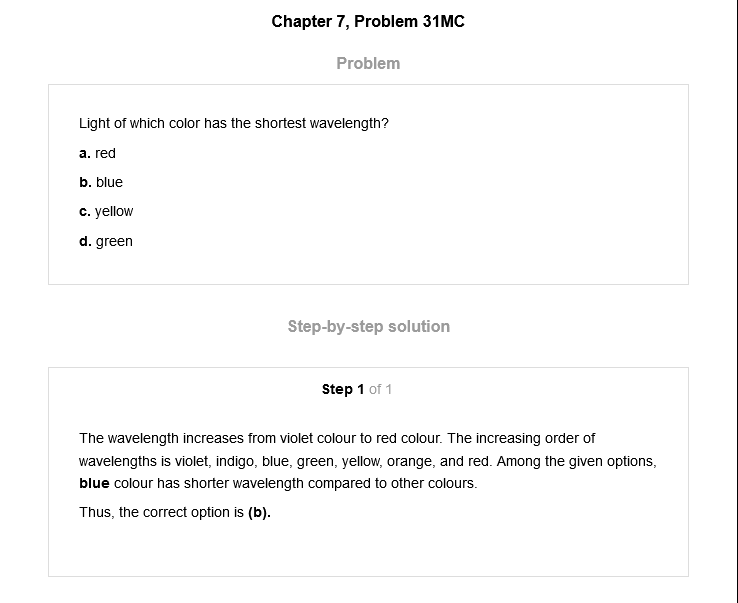 Chapter 7, Problem 31MC
Problem
Light of which color has the shortest wavelength?
a. red
b. blue
c. yellow
d. green
Step-by-step solution
Step 1 of 1
The wavelength increases from violet colour to red colour. The increasing order of
wavelengths is violet, indigo, blue, green, yellow, orange, and red. Among the given options,
blue colour has shorter wavelength compared to other colours.
Thus, the correct option is (b).